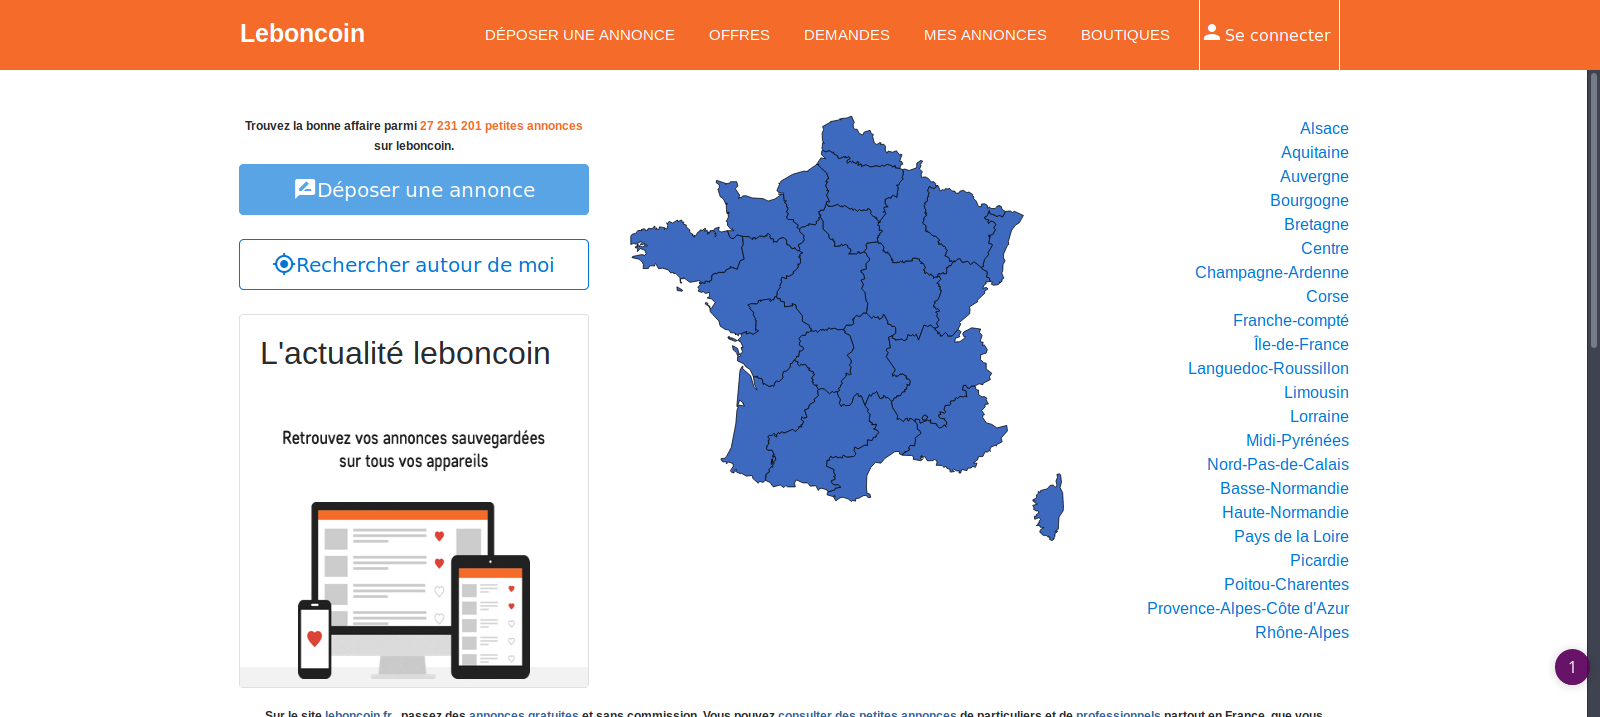 Leboncoin
DÉPOSER UNE ANNONCE
OFFRES
DEMANDES
MES ANNONCES
BOUTIQUES
Se connecter
Trouvez la bonne affaire parmi 27 231 201 petites annonces
sur leboncoin.
Déposer une annonce
Rechercher autour de moi
L'actualité leboncoin
Retrouvez vos annonces sauvegardées
sur tous vos appareils
Alsace
Aquitaine
Auvergne
Bourgogne
Bretagne
Centre
Champagne-Ardenne
Corse
Franche-compté
Île-de-France
Languedoc-Roussillon
Limousin
Lorraine
Midi-Pyrénées
Nord-Pas-de-Calais
Basse-Normandie
Haute-Normandie
Pays de la Loire
Picardie
Poitou-Charentes
Provence-Alpes-Côte d'Azur
Rhône-Alpes
1
Sur le site leboncoin.fr, passez des annonces gratuites et sans commission. Vous pouvez consulter des petites annonces de particuliers et de professionnels partout en France, que vous